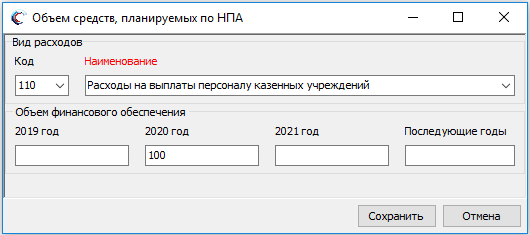 Объем средств, планируемых по НПА
Вид расходов
Код Наименование
110 Расходы на выплаты персоналу казенных учреждений
Объем финансового обеспечения
2019 год 2020 год 2021 год Последующие годы
100
Сохранить Отмена